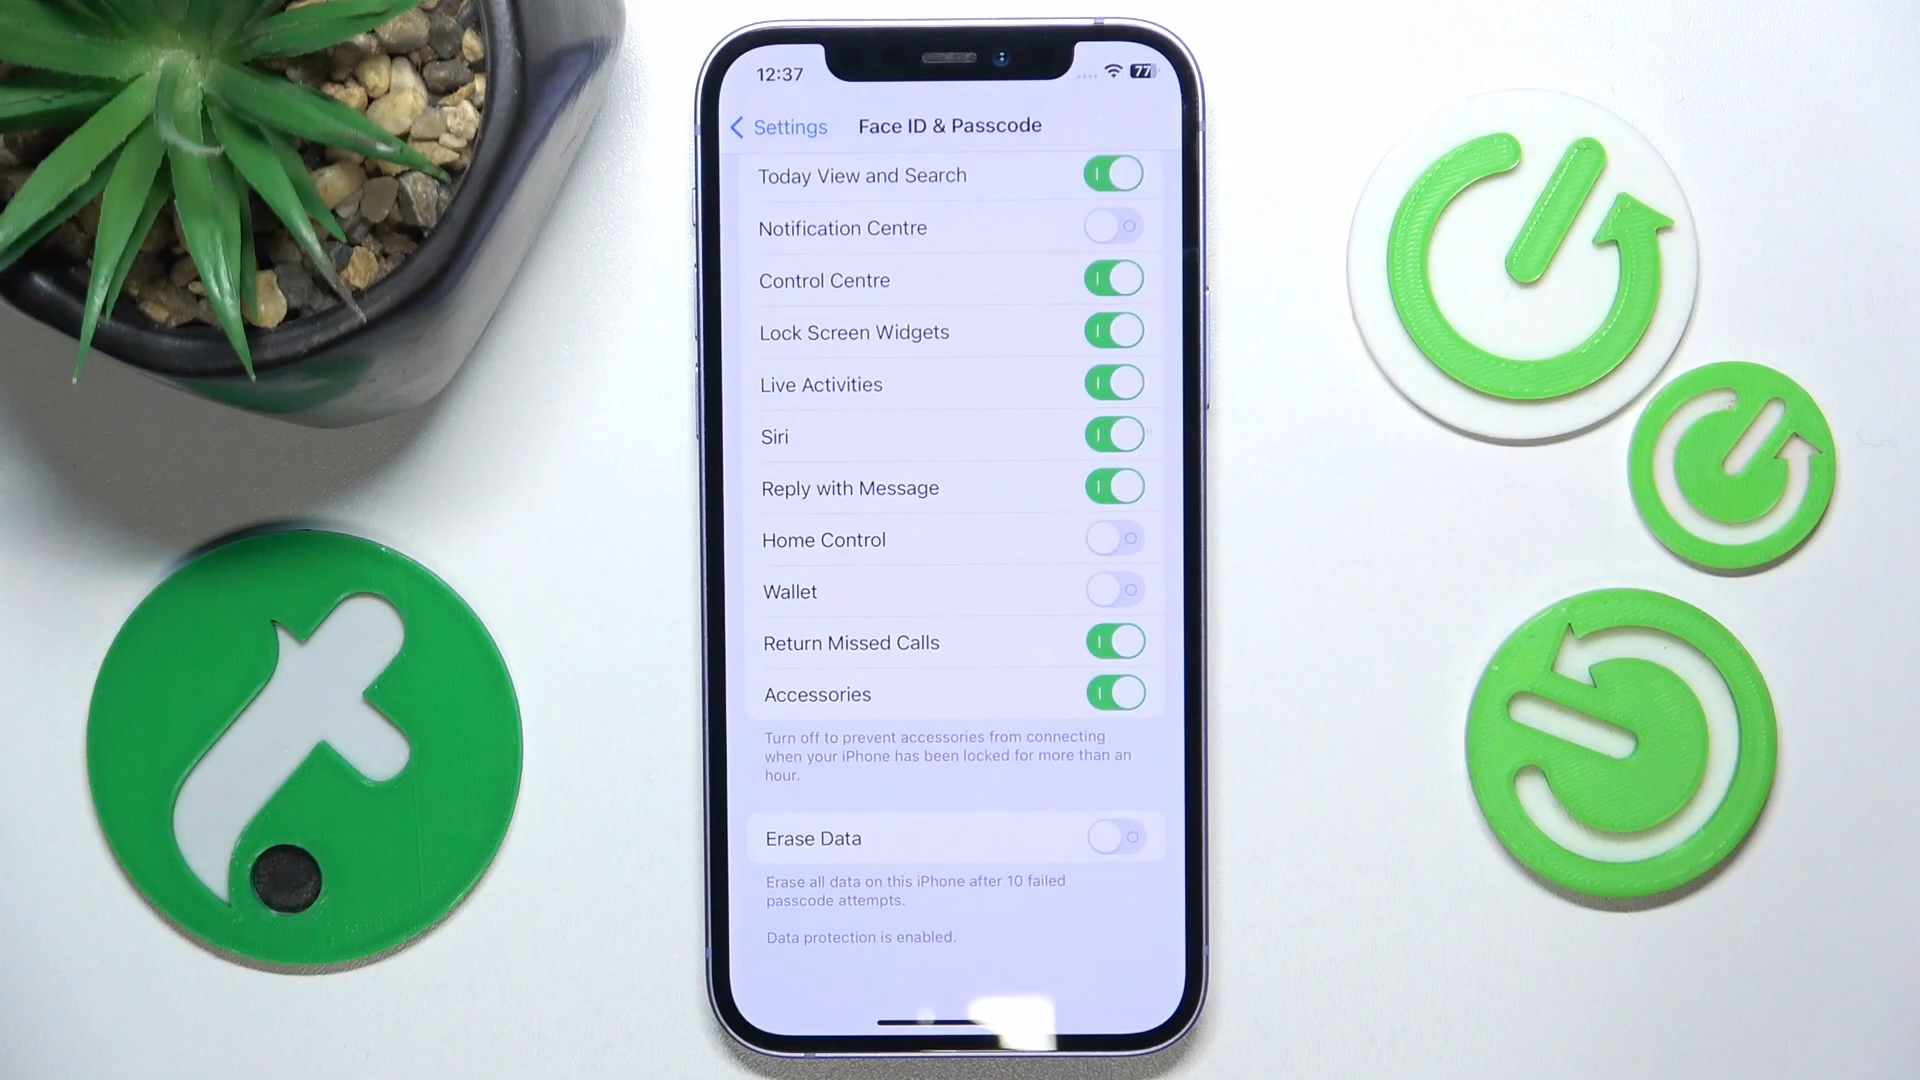 12:37
77
Settings
Face ID & Passcode
Today View and Search
Notification Centre
Control Centre
Lock Screen Widgets
Live Activities
Siri
Reply with Message
Home Control
Wallet
Return Missed Calls
Accessories
Turn off to prevent accessories from connecting
when your iPhone has been locked for more than an
hour.
Erase Data
Erase all data on this iPhone after 10 failed
passcode attempts.
Data protection is enabled.